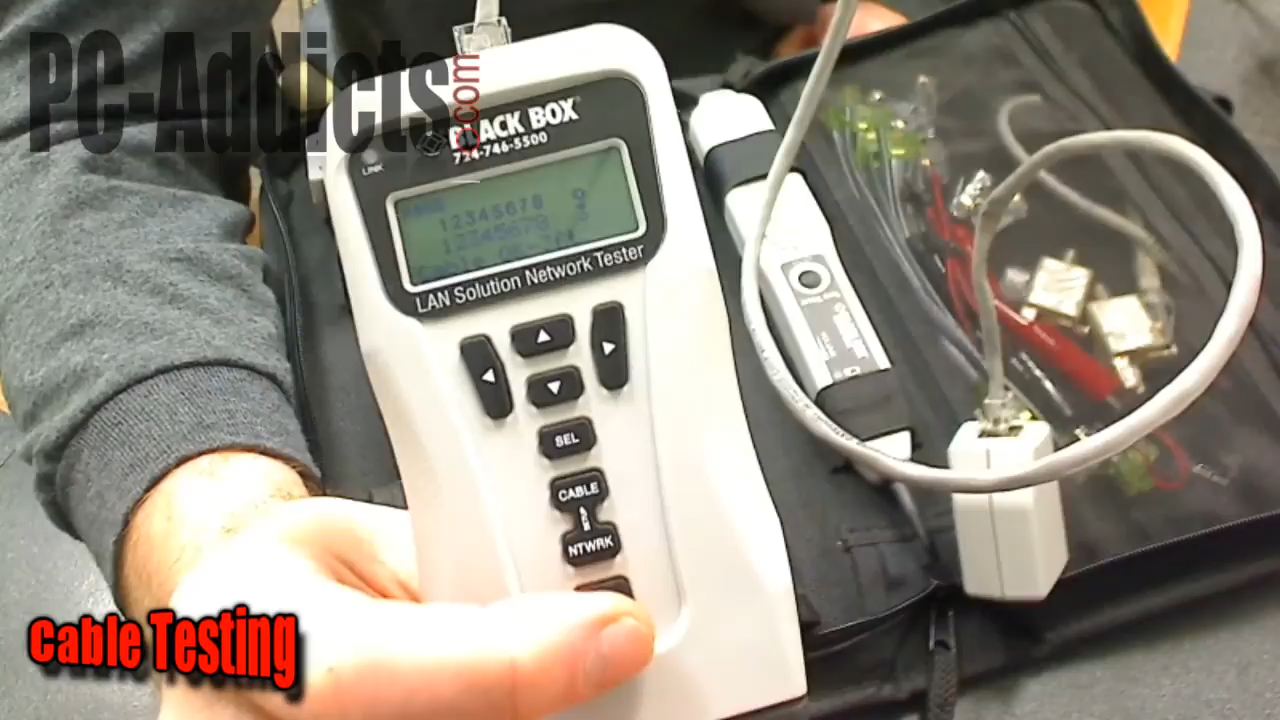 PC-Addicts.com
BLACK BOX
724-746-5500
LINK
12345678
12345678
LAN Solution Network Tester
SEL
CABLE
NTWRK
Cable Testing